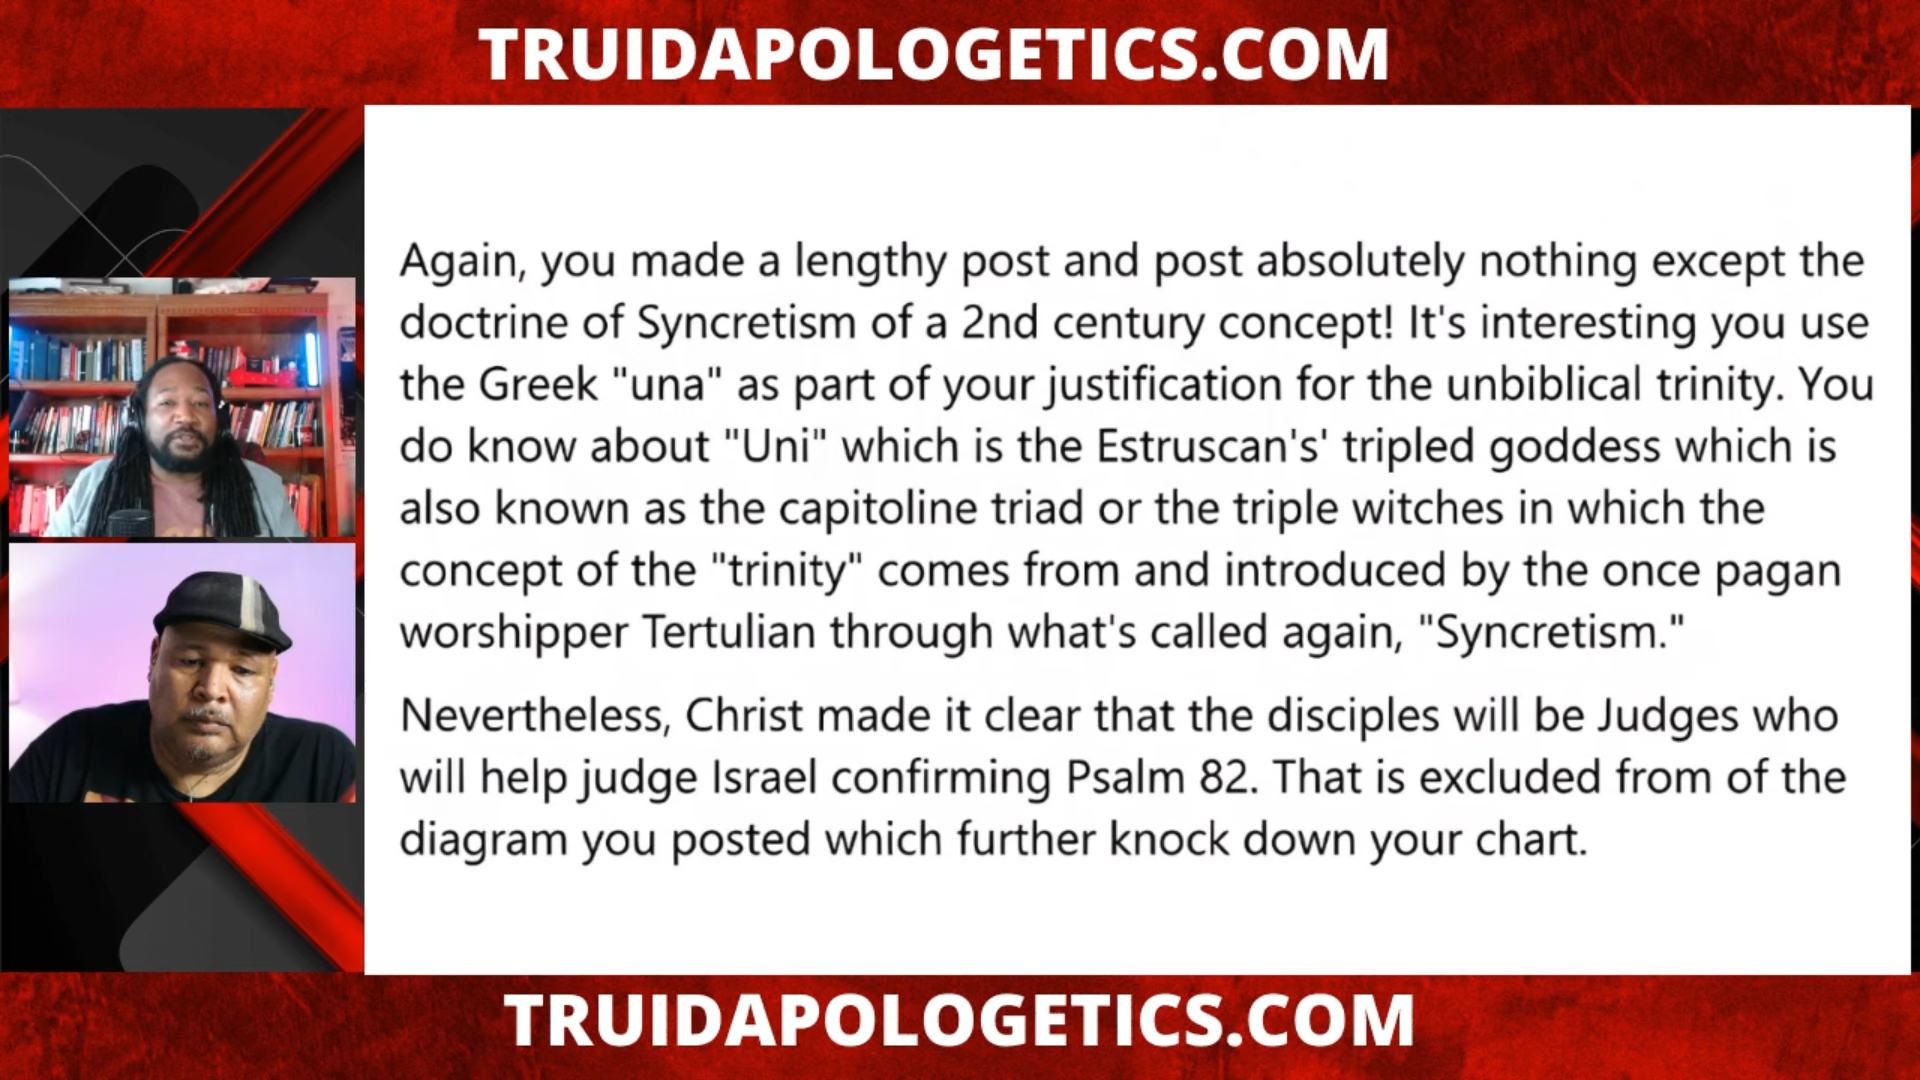 TRUIDAPOLOGETICS.COM
Again, you made a lengthy post and post absolutely nothing except the
doctrine of Syncretism of a 2nd century concept! It's interesting you use
the Greek "una" as part of your justification for the unbiblical trinity. You
do know about "Uni" which is the Estruscan's' tripled goddess which is
also known as the capitoline triad or the triple witches in which the
concept of the "trinity" comes from and introduced by the once pagan
worshipper Tertulian through what's called again, "Syncretism."
Nevertheless, Christ made it clear that the disciples will be Judges who
will help judge Israel confirming Psalm 82. That is excluded from of the
diagram you posted which further knock down your chart.
TRUIDAPOLOGETICS.COM